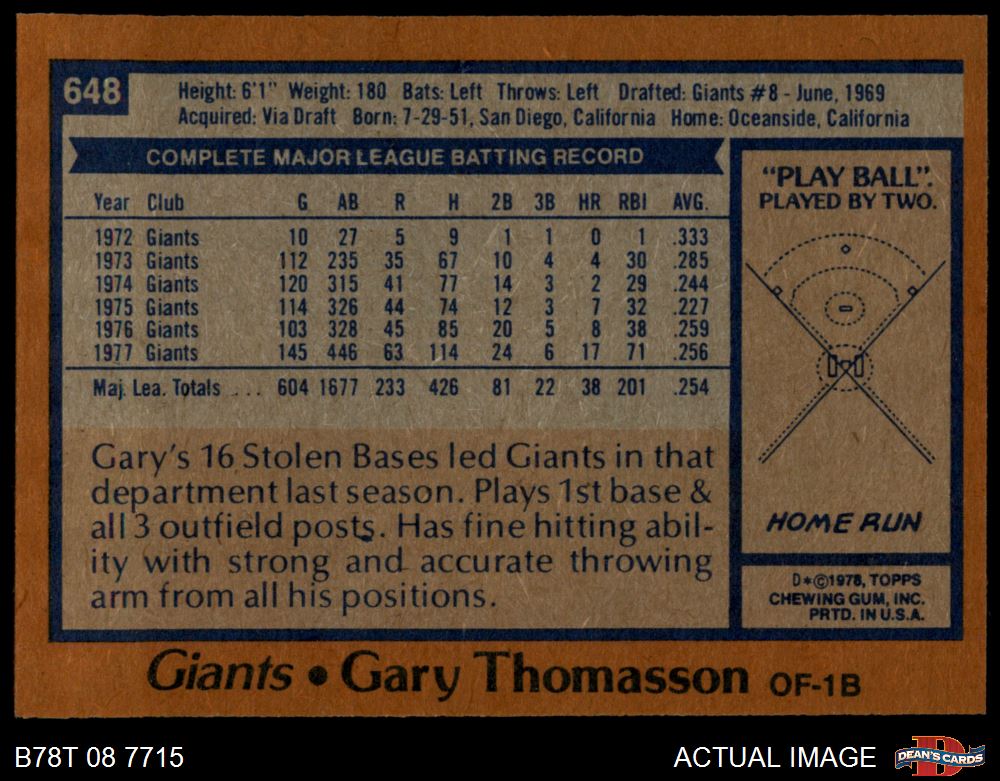 648
Height: 6'1" Weight: 180 Bats: Left Throws: Left Drafted: Giants #8 - June, 1969
Acquired: Via Draft Born: 7-29-51, San Diego, California Home: Oceanside, California
COMPLETE MAJOR LEAGUE BATTING RECORD
Year Club G AB R H 2B 3B HR RBI AVG.
1972 Giants 10 27 5 9 1 1 0 1 .333
1973 Giants 112 235 35 67 10 4 4 30 .285
1974 Giants 120 315 41 77 14 3 2 29 .244
1975 Giants 114 326 44 74 12 3 7 32 .227
1976 Giants 103 328 45 85 20 5 8 38 .259
1977 Giants 145 446 63 114 24 6 17 71 .256
Maj. Lea. Totals . . . 604 1677 233 426 81 22 38 201 .254
Gary's 16 Stolen Bases led Giants in that
department last season. Plays 1st base &
all 3 outfield posts. Has fine hitting abil-
ity with strong and accurate throwing
arm from all his positions.
"PLAY BALL".
PLAYED BY TWO.
HOME RUN
D*©1978, TOPPS
CHEWING GUM, INC.
PRTD. IN U.S.A.
Giants • Gary Thomasson OF-1B
B78T 08 7715
ACTUAL IMAGE
DEAN'S CARDS